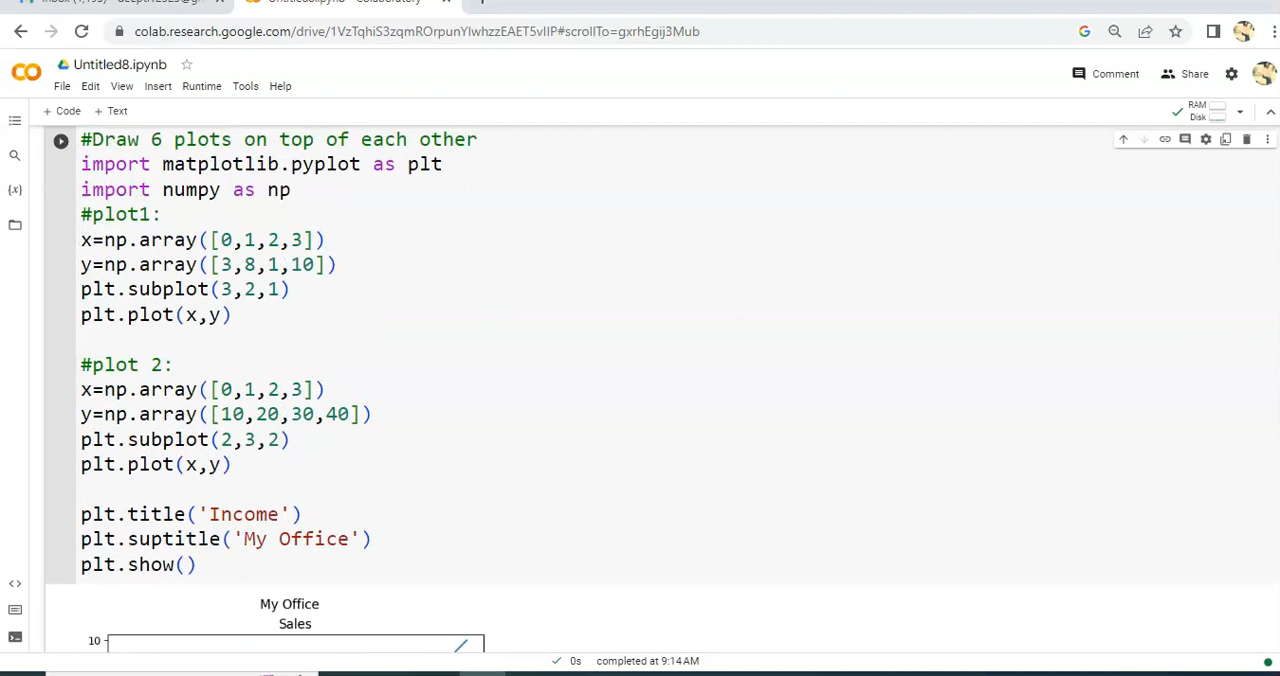 Untitled8.ipynb - Colaboratory
colab.research.google.com/drive/1VzTqhiS3zqmROrpunYlwhzzEAET5vlIP#scrollTo=gxrhEgij3Mub
Untitled8.ipynb
File Edit View Insert Runtime Tools Help
Comment Share
+ Code + Text
RAM
Disk
#Draw 6 plots on top of each other
import matplotlib.pyplot as plt
import numpy as np
#plot1:
x=np.array([0,1,2,3])
y=np.array([3,8,1,10])
plt.subplot(3,2,1)
plt.plot(x,y)
#plot 2:
x=np.array([0,1,2,3])
y=np.array([10,20,30,40])
plt.subplot(2,3,2)
plt.plot(x,y)
plt.title('Income')
plt.suptitle('My Office')
plt.show()
My Office
Sales
10
0s completed at 9:14 AM